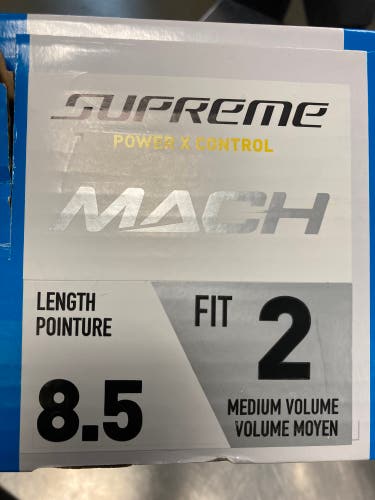 SUPREME
POWER X CONTROL
MACH
LENGTH
POINTURE
8.5
FIT 2
MEDIUM VOLUME
VOLUME MOYEN